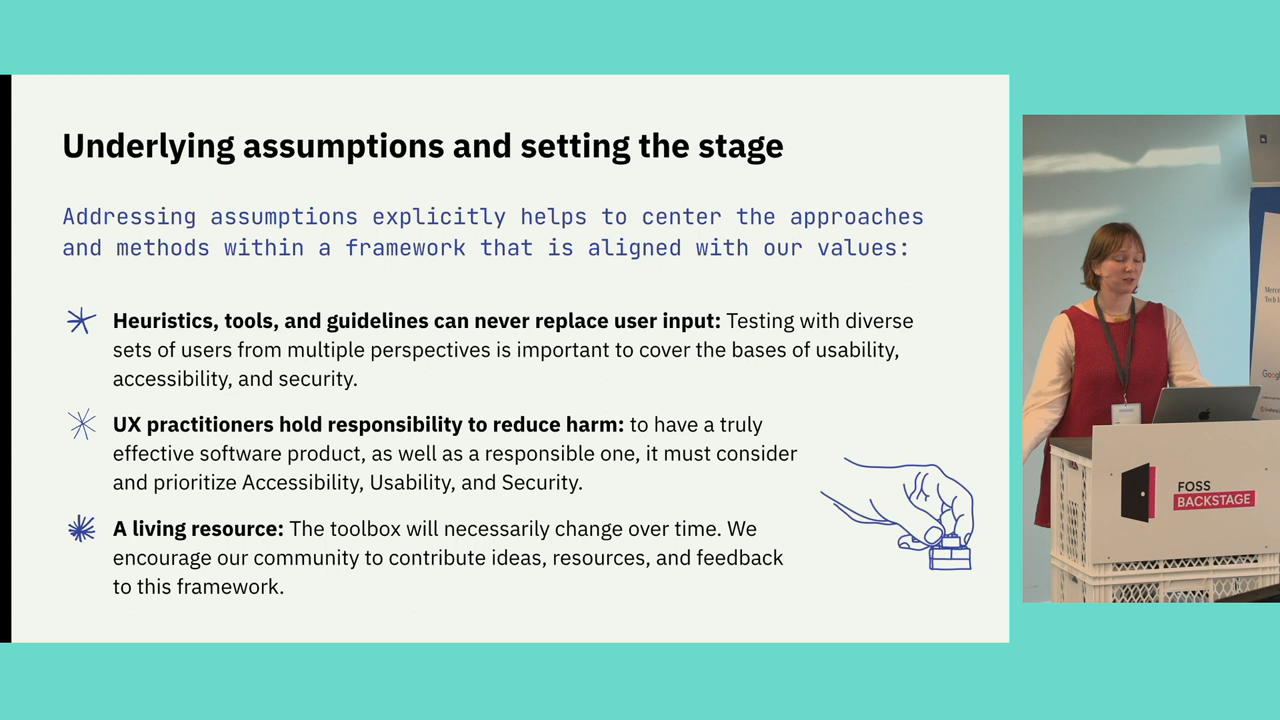 Underlying assumptions and setting the stage
Addressing assumptions explicitly helps to center the approaches
and methods within a framework that is aligned with our values:
Heuristics, tools, and guidelines can never replace user input: Testing with diverse
sets of users from multiple perspectives is important to cover the bases of usability,
accessibility, and security.
UX practitioners hold responsibility to reduce harm: to have a truly
effective software product, as well as a responsible one, it must consider
and prioritize Accessibility, Usability, and Security.
A living resource: The toolbox will necessarily change over time. We
encourage our community to contribute ideas, resources, and feedback
to this framework.
FOSS
BACKSTAGE